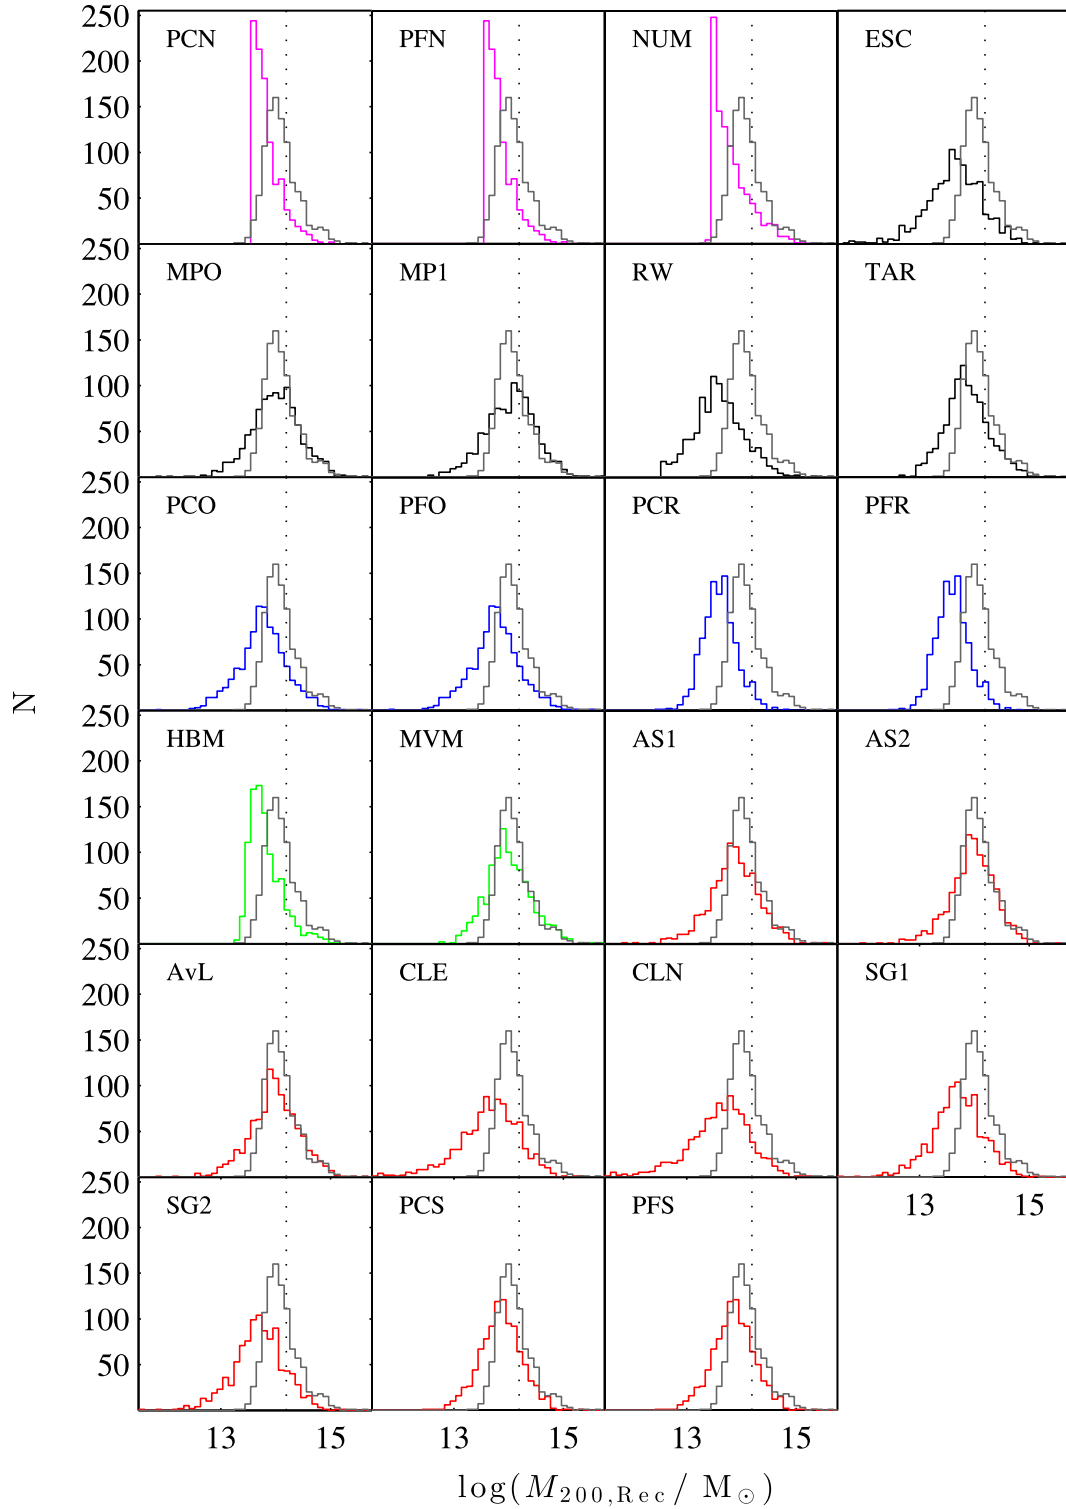 250 PCN PFN NUM ESC
200
150
100
50
250 MPO MP1 RW TAR
200
150
100
50
250 PCO PFO PCR PFR
200
150
100
50
250 HBM MVM AS1 AS2
200
150
100
50
250 AvL CLE CLN SG1
200
150
100
50
13 15
250 SG2 PCS PFS
200
150
100
50
13 15 13 15 13 15
N
log(M200,Rec/ M⊙)